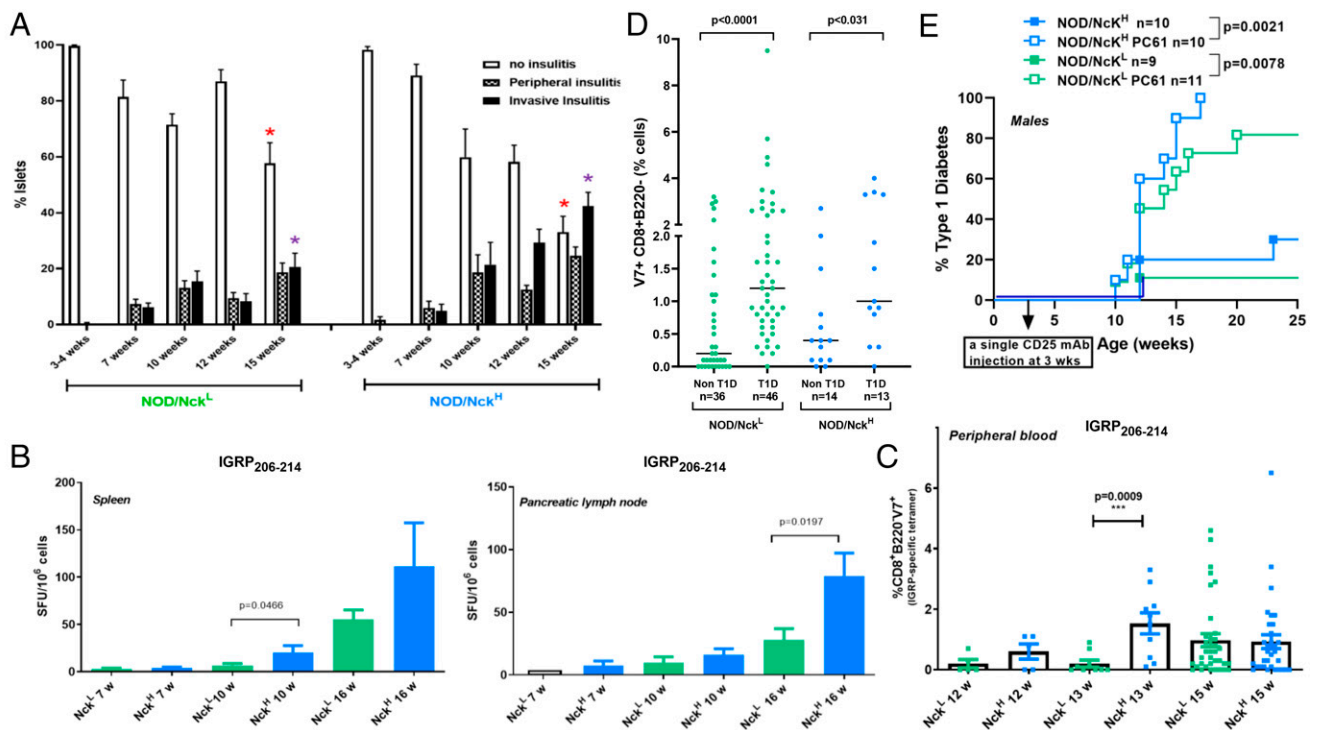 A
% Islets
100
80
60
40
20
0
no insulitis
Peripheral insulitis
Invasive Insulitis
*
*
*
*
3-4 weeks
7 weeks
10 weeks
12 weeks
15 weeks
3-4 weeks
7 weeks
10 weeks
12 weeks
15 weeks
NOD/Nck^L
NOD/Nck^H
D
p<0.0001
p<0.031
V7+ CD8+B220- (% cells)
10
8
6
4
2
2.0
1.5
1.0
0.5
0.0
Non T1D
n=36
T1D
n=46
Non T1D
n=14
T1D
n=13
NOD/Nck^L
NOD/Nck^H
E
NOD/NcK^H n=10
NOD/NcK^H PC61 n=10
NOD/NcK^L n=9
NOD/NcK^L PC61 n=11
p=0.0021
p=0.0078
Males
% Type 1 Diabetes
100
80
60
40
20
0
0
5
10
15
20
25
Age (weeks)
a single CD25 mAb
injection at 3 wks
B
IGRP206-214
Spleen
SFU/10^6 cells
200
150
100
50
0
p=0.0466
Nck^L 7 w
Nck^H 7 w
Nck^L 10 w
Nck^H 10 w
Nck^L 16 w
Nck^H 16 w
IGRP206-214
Pancreatic lymph node
SFU/10^6 cells
150
100
50
0
p=0.0197
Nck^L 7 w
Nck^H 7 w
Nck^L 10 w
Nck^H 10 w
Nck^L 16 w
Nck^H 16 w
C
IGRP206-214
Peripheral blood
%CD8+B220-V7+
(IGRP-specific tetramer)
6
4
2
0
p=0.0009
***
Nck^L 12 w
Nck^H 12 w
Nck^L 13 w
Nck^H 13 w
Nck^L 15 w
Nck^H 15 w